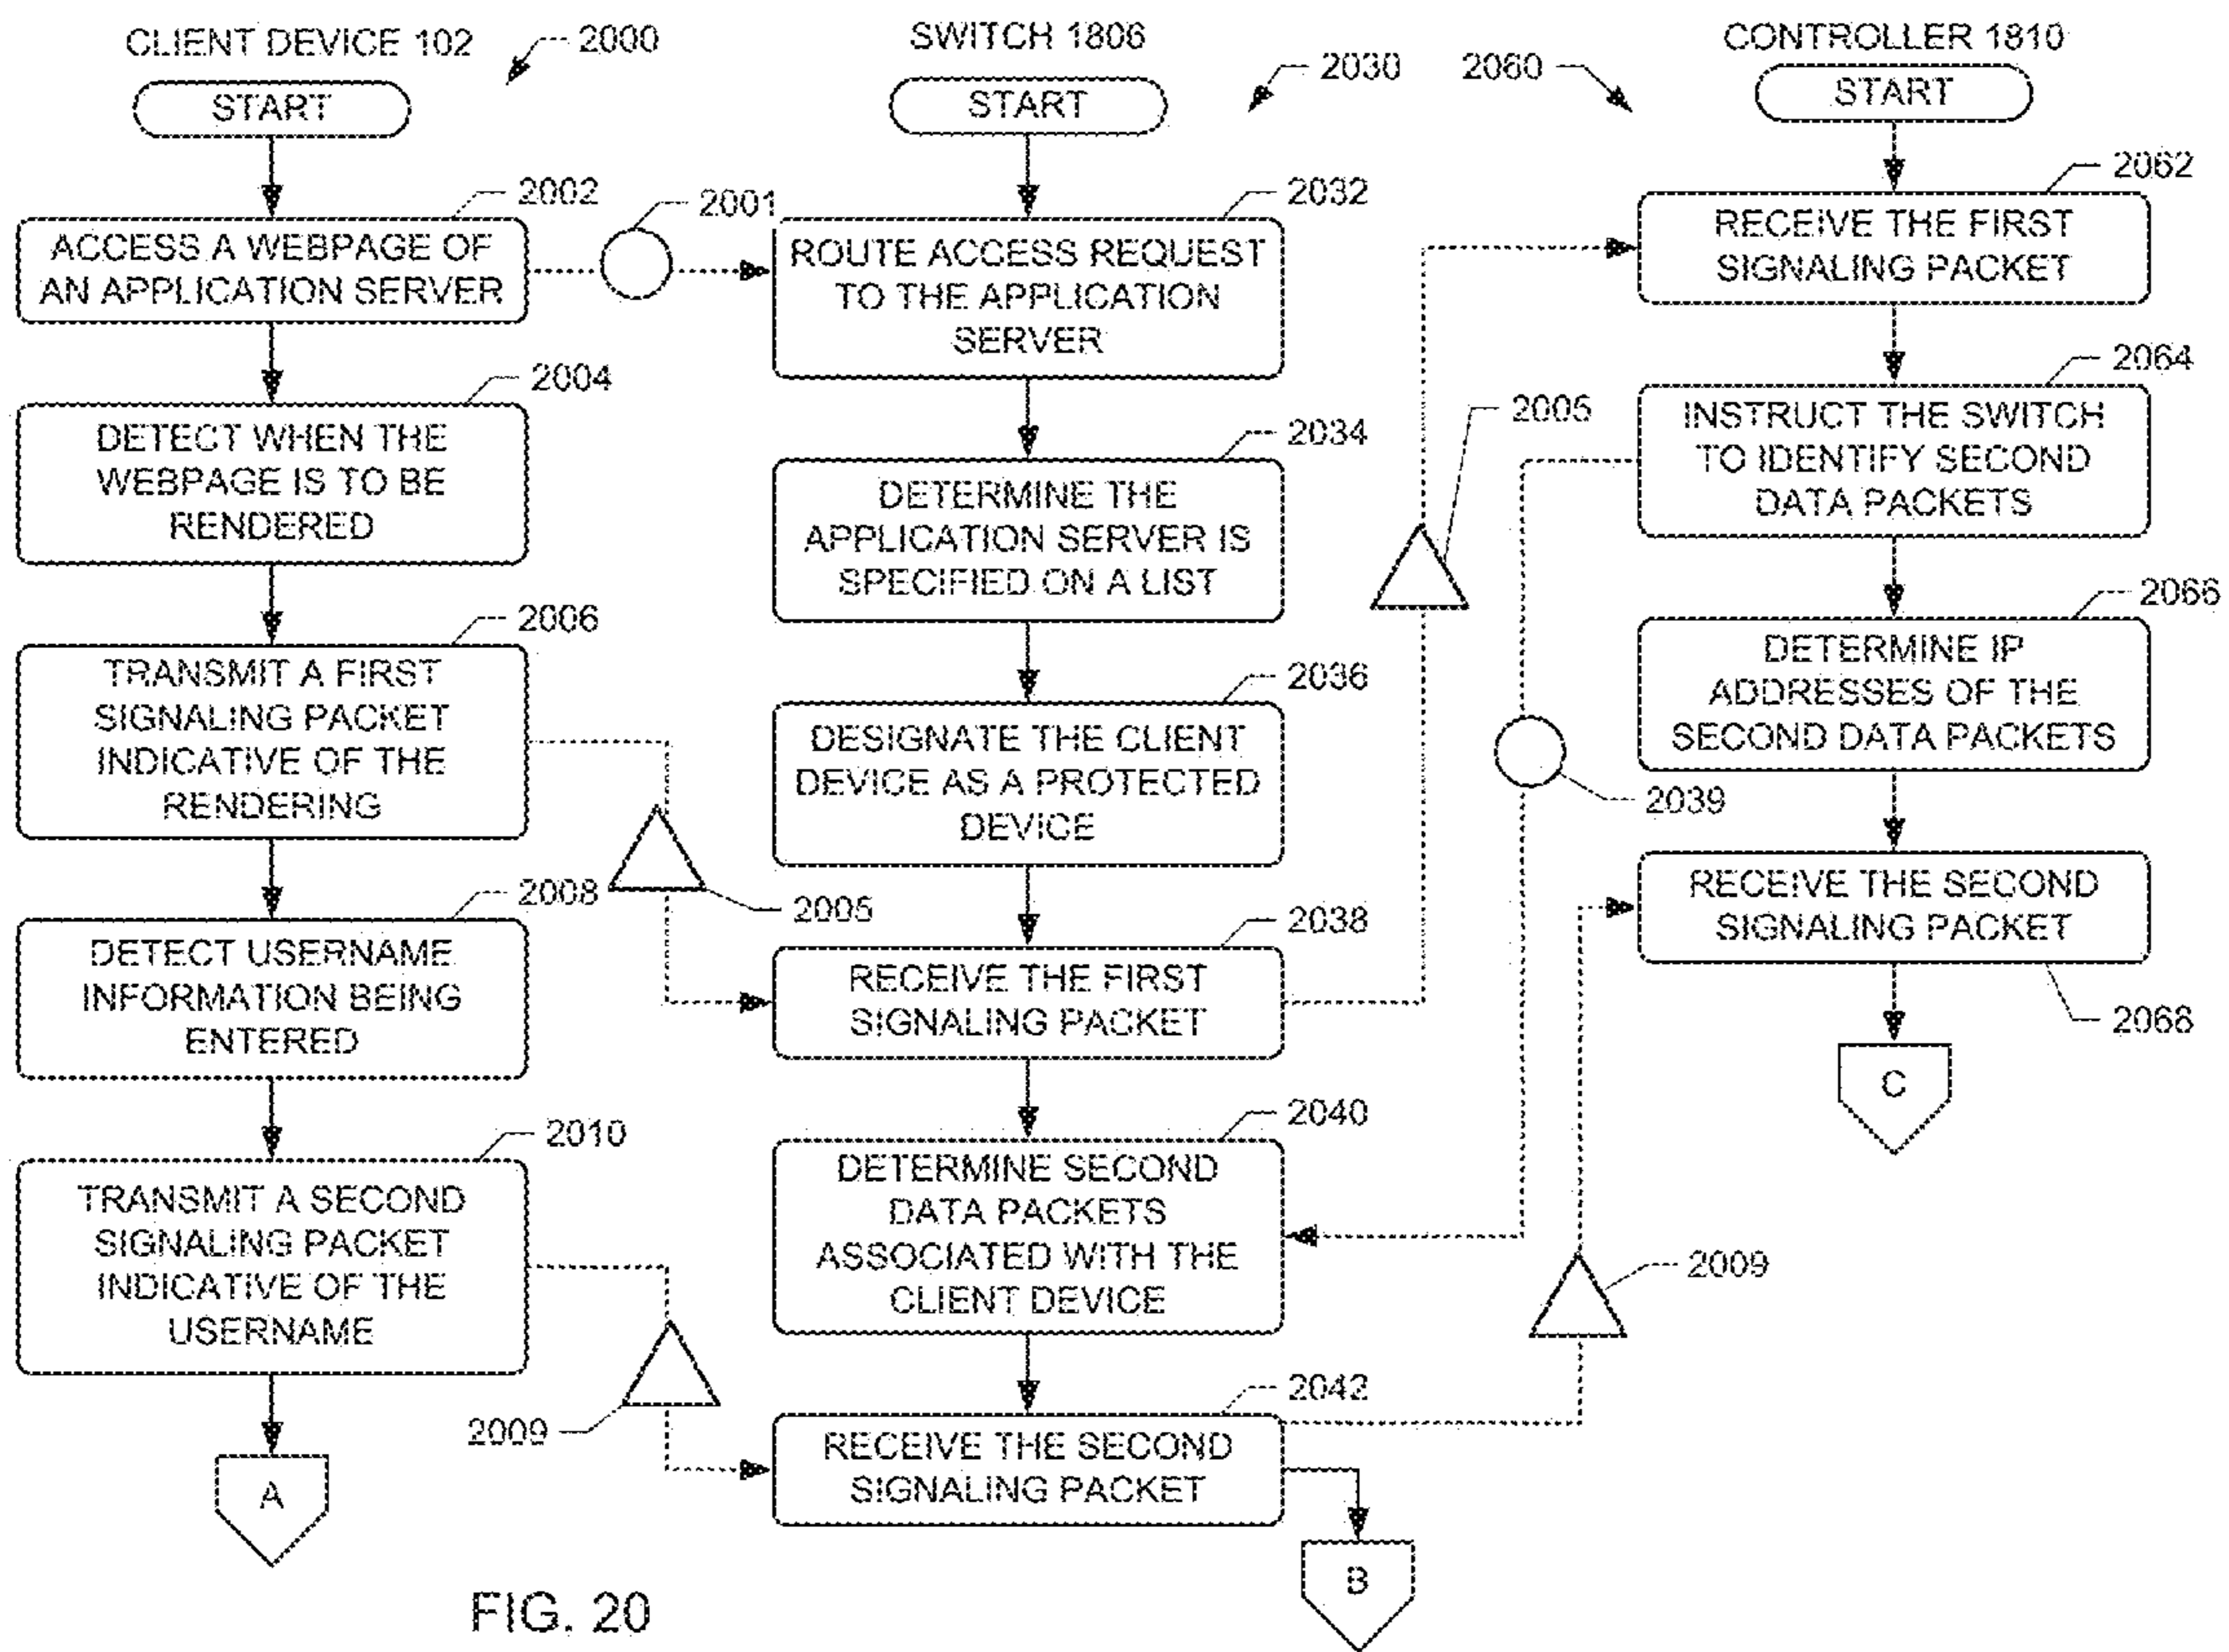 CLIENT DEVICE 102
2000
START
2002
ACCESS A WEBPAGE OF
AN APPLICATION SERVER
2001
2004
DETECT WHEN THE
WEBPAGE IS TO BE
RENDERED
2006
TRANSMIT A FIRST
SIGNALING PACKET
INDICATIVE OF THE
RENDERING
2005
2008
DETECT USERNAME
INFORMATION BEING
ENTERED
2010
TRANSMIT A SECOND
SIGNALING PACKET
INDICATIVE OF THE
USERNAME
2009
A
SWITCH 1806
2030
START
2032
ROUTE ACCESS REQUEST
TO THE APPLICATION
SERVER
2034
DETERMINE THE
APPLICATION SERVER IS
SPECIFIED ON A LIST
2036
DESIGNATE THE CLIENT
DEVICE AS A PROTECTED
DEVICE
2038
RECEIVE THE FIRST
SIGNALING PACKET
2005
2040
DETERMINE SECOND
DATA PACKETS
ASSOCIATED WITH THE
CLIENT DEVICE
2042
RECEIVE THE SECOND
SIGNALING PACKET
2009
B
CONTROLLER 1810
2060
START
2062
RECEIVE THE FIRST
SIGNALING PACKET
2064
INSTRUCT THE SWITCH
TO IDENTIFY SECOND
DATA PACKETS
2039
2066
DETERMINE IP
ADDRESSES OF THE
SECOND DATA PACKETS
RECEIVE THE SECOND
SIGNALING PACKET
2068
C
FIG. 20